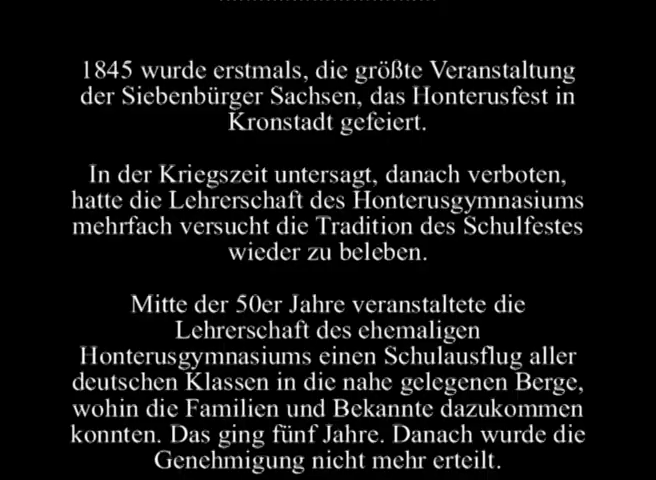 1845 wurde erstmals, die größte Veranstaltung
der Siebenbürger Sachsen, das Honterusfest in
Kronstadt gefeiert.
In der Kriegszeit untersagt, danach verboten,
hatte die Lehrerschaft des Honterusgymnasiums
mehrfach versucht die Tradition des Schulfestes
wieder zu beleben.
Mitte der 50er Jahre veranstaltete die
Lehrerschaft des ehemaligen
Honterusgymnasiums einen Schulausflug aller
deutschen Klassen in die nahe gelegenen Berge,
wohin die Familien und Bekannte dazukommen
konnten. Das ging fünf Jahre. Danach wurde die
Genehmigung nicht mehr erteilt.